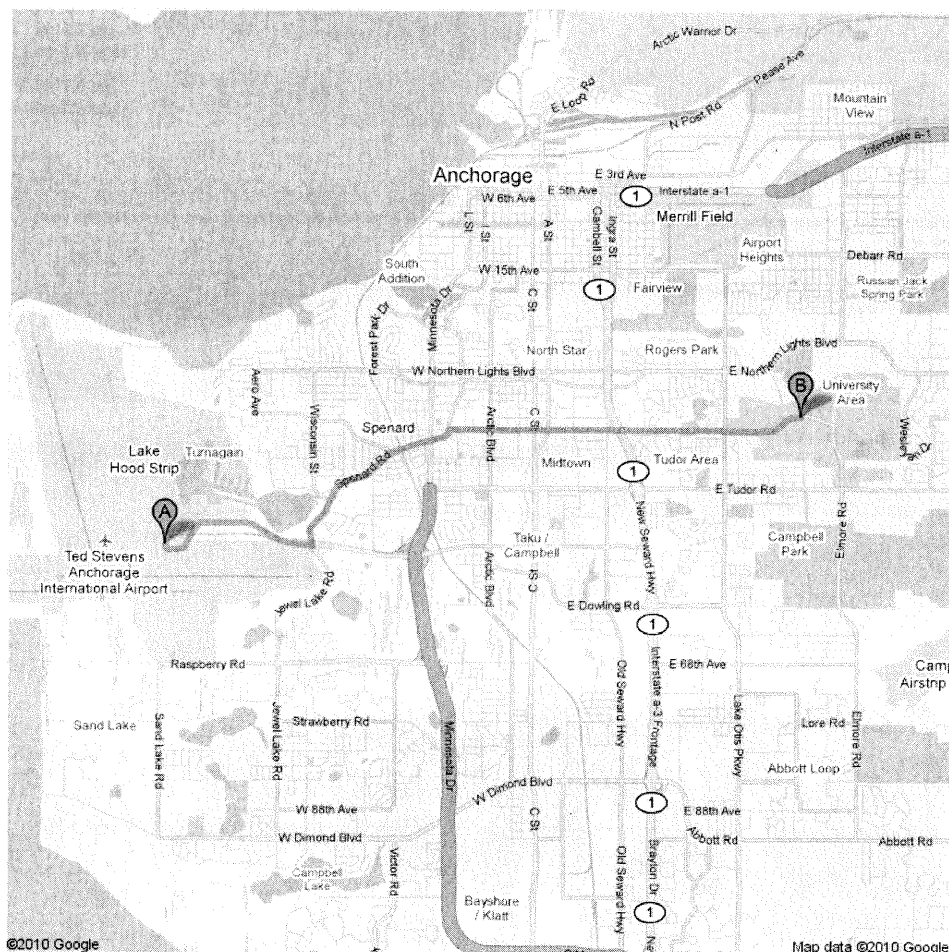 Arctic Warrior Dr
Pease Ave
E Loop Rd
N Post Rd
Mountain
View
Interstate a-1
Anchorage
E 3rd Ave
W 6th Ave
E 5th Ave
1
Interstate a-1
Merrill Field
L St
I St
A St
Gambell St
Ingra St
Airport
Heights
Debarr Rd
South
Addition
W 15th Ave
C St
1
Fairview
Russian Jack
Spring Park
Forest Park Dr
Minnesota Dr
North Star
Rogers Park
E Northern Lights Blvd
W Northern Lights Blvd
B
University
Area
Aero Ave
Wisconsin St
Spenard
Arctic Blvd
C St
Wesleyan Dr
Lake
Hood Strip
Turnagain
Spenard Rd
Midtown
1
Tudor Area
E Tudor Rd
A
Ted Stevens
Anchorage
International Airport
Taku /
Campbell
New Seward Hwy
Campbell
Park
Elmore Rd
Jewel Lake Rd
Arctic Blvd
C St
E Dowling Rd
1
Raspberry Rd
E 68th Ave
Camp
Airstrip
Sand Lake
Sand Lake Rd
Jewel Lake Rd
Strawberry Rd
Minnesota Dr
Old Seward Hwy
Interstate a-3 Frontage
Lake Otis Pkwy
Lore Rd
Elmore Rd
Abbott Loop
W Dimond Blvd
W 88th Ave
C St
1
E 88th Ave
W Dimond Blvd
Abbott Rd
Abbott Rd
Campbell
Lake
Victor Rd
Old Seward Hwy
Brayton Dr
Bayshore
/ Klatt
1
Ne
©2010 Google
Map data ©2010 Google